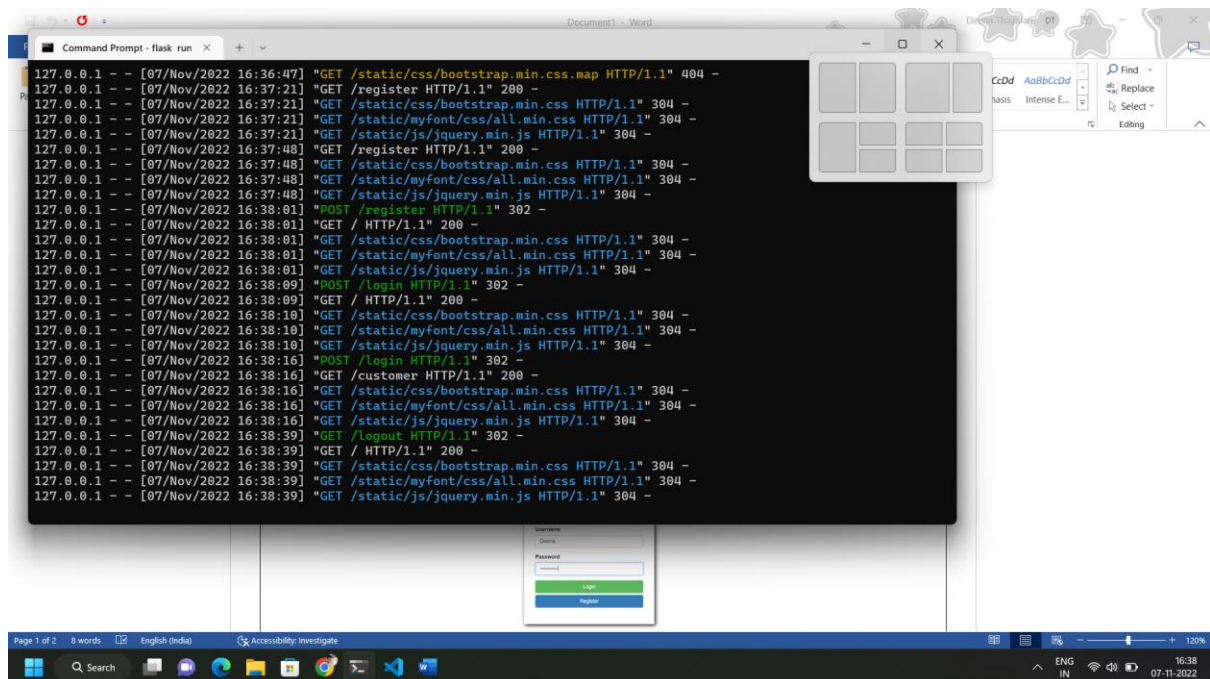 Document1 - Word
Deena Thayalan DT
Command Prompt - flask run
127.0.0.1 - - [07/Nov/2022 16:36:47] "GET /static/css/bootstrap.min.css.map HTTP/1.1" 404 -
127.0.0.1 - - [07/Nov/2022 16:37:21] "GET /register HTTP/1.1" 200 -
127.0.0.1 - - [07/Nov/2022 16:37:21] "GET /static/css/bootstrap.min.css HTTP/1.1" 304 -
127.0.0.1 - - [07/Nov/2022 16:37:21] "GET /static/myfont/css/all.min.css HTTP/1.1" 304 -
127.0.0.1 - - [07/Nov/2022 16:37:21] "GET /static/js/jquery.min.js HTTP/1.1" 304 -
127.0.0.1 - - [07/Nov/2022 16:37:48] "GET /register HTTP/1.1" 200 -
127.0.0.1 - - [07/Nov/2022 16:37:48] "GET /static/css/bootstrap.min.css HTTP/1.1" 304 -
127.0.0.1 - - [07/Nov/2022 16:37:48] "GET /static/myfont/css/all.min.css HTTP/1.1" 304 -
127.0.0.1 - - [07/Nov/2022 16:37:48] "GET /static/js/jquery.min.js HTTP/1.1" 304 -
127.0.0.1 - - [07/Nov/2022 16:38:01] "POST /register HTTP/1.1" 302 -
127.0.0.1 - - [07/Nov/2022 16:38:01] "GET / HTTP/1.1" 200 -
127.0.0.1 - - [07/Nov/2022 16:38:01] "GET /static/css/bootstrap.min.css HTTP/1.1" 304 -
127.0.0.1 - - [07/Nov/2022 16:38:01] "GET /static/myfont/css/all.min.css HTTP/1.1" 304 -
127.0.0.1 - - [07/Nov/2022 16:38:01] "GET /static/js/jquery.min.js HTTP/1.1" 304 -
127.0.0.1 - - [07/Nov/2022 16:38:09] "POST /login HTTP/1.1" 302 -
127.0.0.1 - - [07/Nov/2022 16:38:09] "GET / HTTP/1.1" 200 -
127.0.0.1 - - [07/Nov/2022 16:38:10] "GET /static/css/bootstrap.min.css HTTP/1.1" 304 -
127.0.0.1 - - [07/Nov/2022 16:38:10] "GET /static/myfont/css/all.min.css HTTP/1.1" 304 -
127.0.0.1 - - [07/Nov/2022 16:38:10] "GET /static/js/jquery.min.js HTTP/1.1" 304 -
127.0.0.1 - - [07/Nov/2022 16:38:16] "POST /login HTTP/1.1" 302 -
127.0.0.1 - - [07/Nov/2022 16:38:16] "GET /customer HTTP/1.1" 200 -
127.0.0.1 - - [07/Nov/2022 16:38:16] "GET /static/css/bootstrap.min.css HTTP/1.1" 304 -
127.0.0.1 - - [07/Nov/2022 16:38:16] "GET /static/myfont/css/all.min.css HTTP/1.1" 304 -
127.0.0.1 - - [07/Nov/2022 16:38:16] "GET /static/js/jquery.min.js HTTP/1.1" 304 -
127.0.0.1 - - [07/Nov/2022 16:38:39] "GET /logout HTTP/1.1" 302 -
127.0.0.1 - - [07/Nov/2022 16:38:39] "GET / HTTP/1.1" 200 -
127.0.0.1 - - [07/Nov/2022 16:38:39] "GET /static/css/bootstrap.min.css HTTP/1.1" 304 -
127.0.0.1 - - [07/Nov/2022 16:38:39] "GET /static/myfont/css/all.min.css HTTP/1.1" 304 -
127.0.0.1 - - [07/Nov/2022 16:38:39] "GET /static/js/jquery.min.js HTTP/1.1" 304 -
CcDd AaBbCcDd
hasis Intense E...
Find
Replace
Select
Editing
Username
Deena
Password
Login
Register
Page 1 of 2 8 words English (India) Accessibility: Investigate 120%
Search
ENG
IN
16:38
07-11-2022